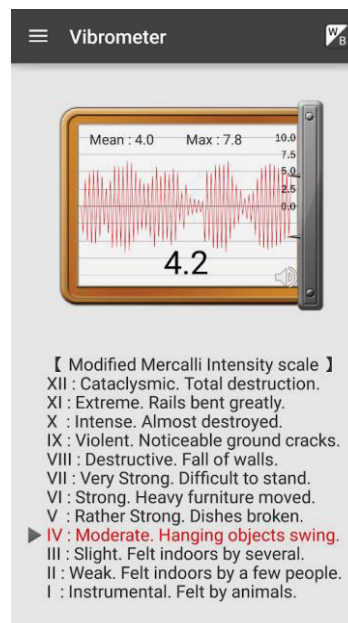 Vibrometer
W/B
Mean : 4.0 Max : 7.8 10.0
7.5
5.0
2.5
0.0
4.2
【 Modified Mercalli Intensity scale 】
XII : Cataclysmic. Total destruction.
XI : Extreme. Rails bent greatly.
X : Intense. Almost destroyed.
IX : Violent. Noticeable ground cracks.
VIII : Destructive. Fall of walls.
VII : Very Strong. Difficult to stand.
VI : Strong. Heavy furniture moved.
V : Rather Strong. Dishes broken.
IV : Moderate. Hanging objects swing.
III : Slight. Felt indoors by several.
II : Weak. Felt indoors by a few people.
I : Instrumental. Felt by animals.